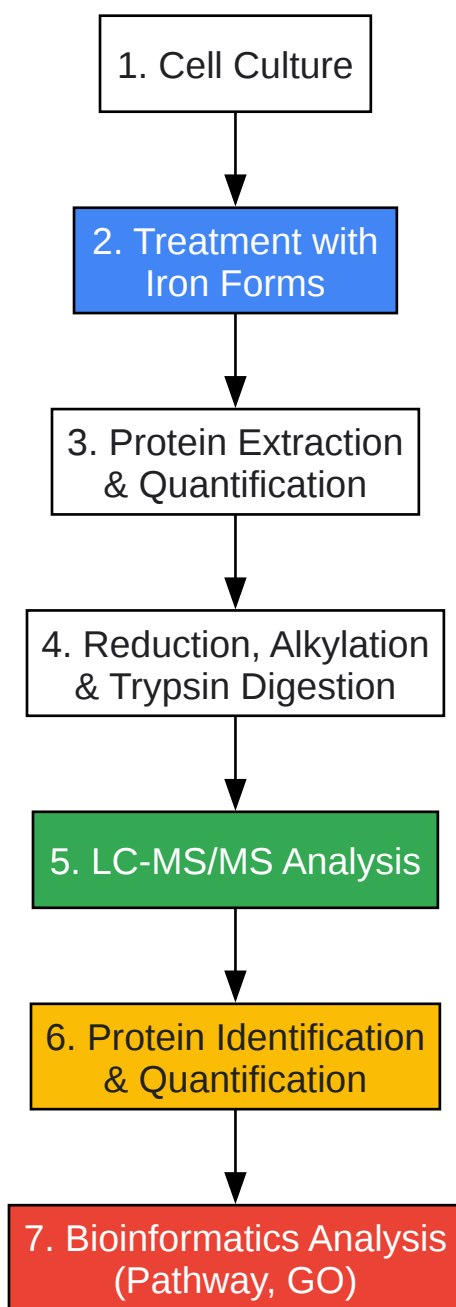 1. Cell Culture
2. Treatment with
Iron Forms
3. Protein Extraction
& Quantification
4. Reduction, Alkylation
& Trypsin Digestion
5. LC-MS/MS Analysis
6. Protein Identification
& Quantification
7. Bioinformatics Analysis
(Pathway, GO)